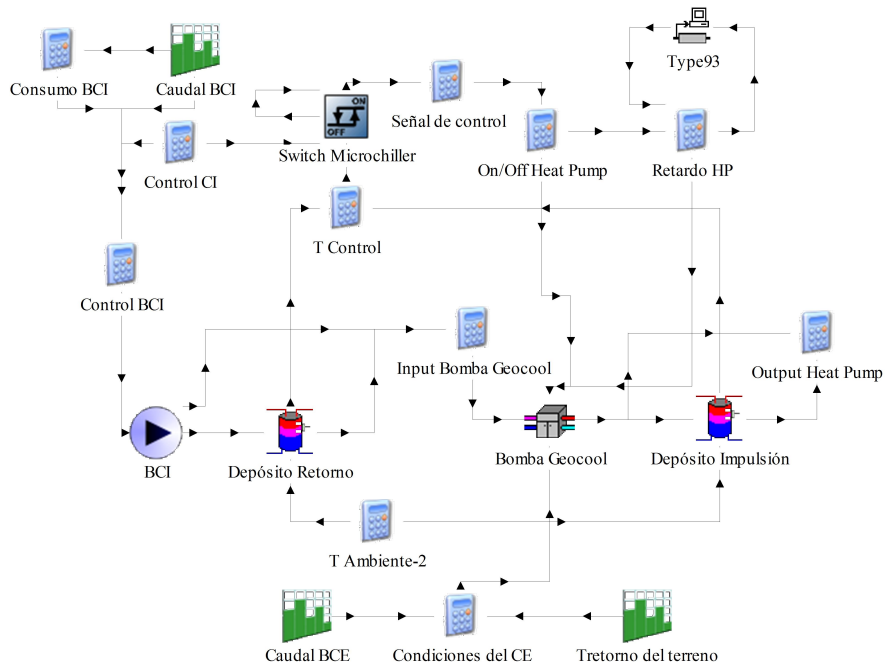 Type93
Consumo BCI
Caudal BCI
ON
OFF
Señal de control
Switch Microchiller
On/Off Heat Pump
Retardo HP
Control CI
T Control
Control BCI
Input Bomba Geocool
Output Heat Pump
BCI
Depósito Retorno
Bomba Geocool
Depósito Impulsión
T Ambiente-2
Caudal BCE
Condiciones del CE
Tretorno del terreno